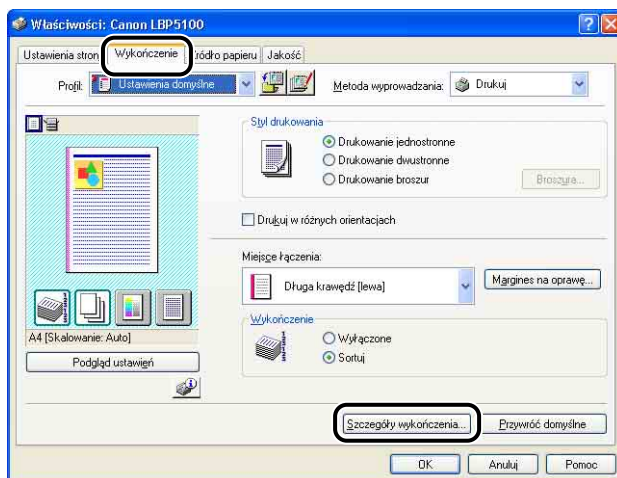 Właściwości: Canon LBP5100
Ustawienia stron
Wykończenie
ródło papieru
Jakość
Profil:
Ustawienia domyślne
Metoda wyprowadzania:
Drukuj
Styl drukowania
Drukowanie jednostronne
Drukowanie dwustronne
Drukowanie broszur
Broszura...
Drukuj w różnych orientacjach
Miejsce łączenia:
Długa krawędź [lewa]
Margines na oprawę...
Wykończenie
Wyłączone
Sortuj
A4 [Skalowanie: Auto]
Podgląd ustawień
Szczegóły wykończenia...
Przywróć domyślne
OK
Anuluj
Pomoc